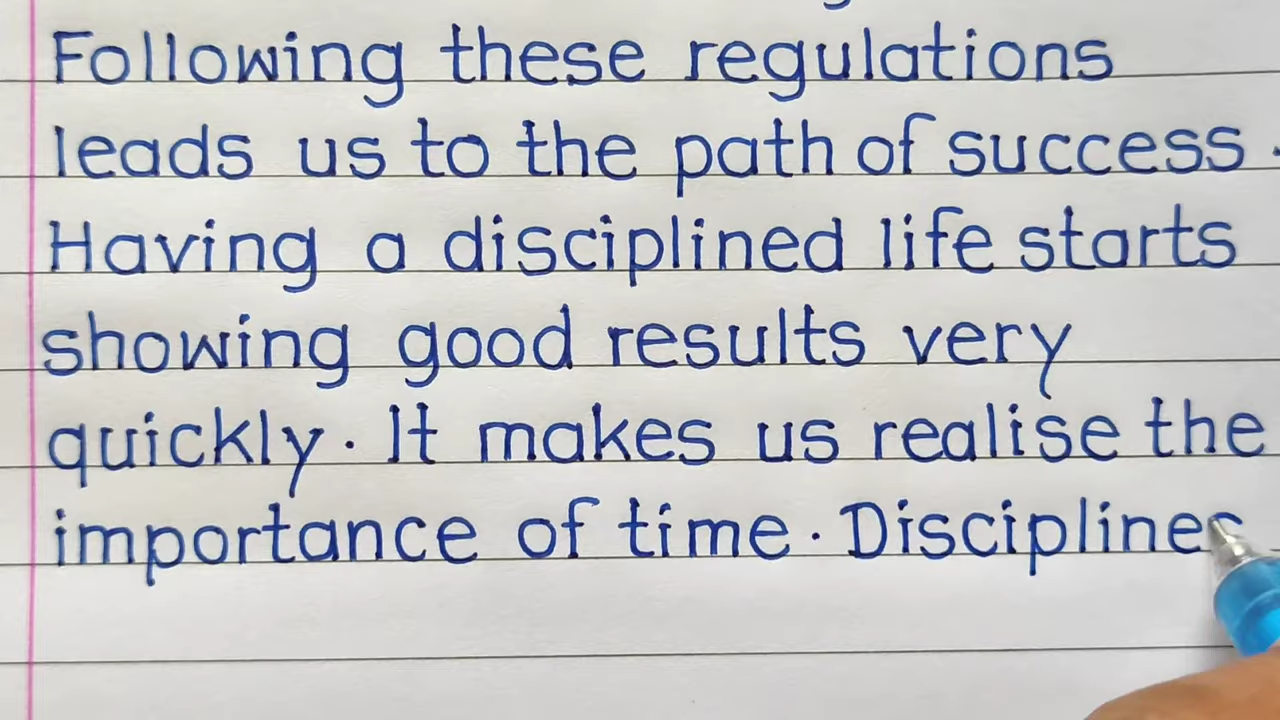 Following these regulations
leads us to the path of success.
Having a disciplined life starts
showing good results very
quickly. It makes us realise the
importance of time. Disciplines